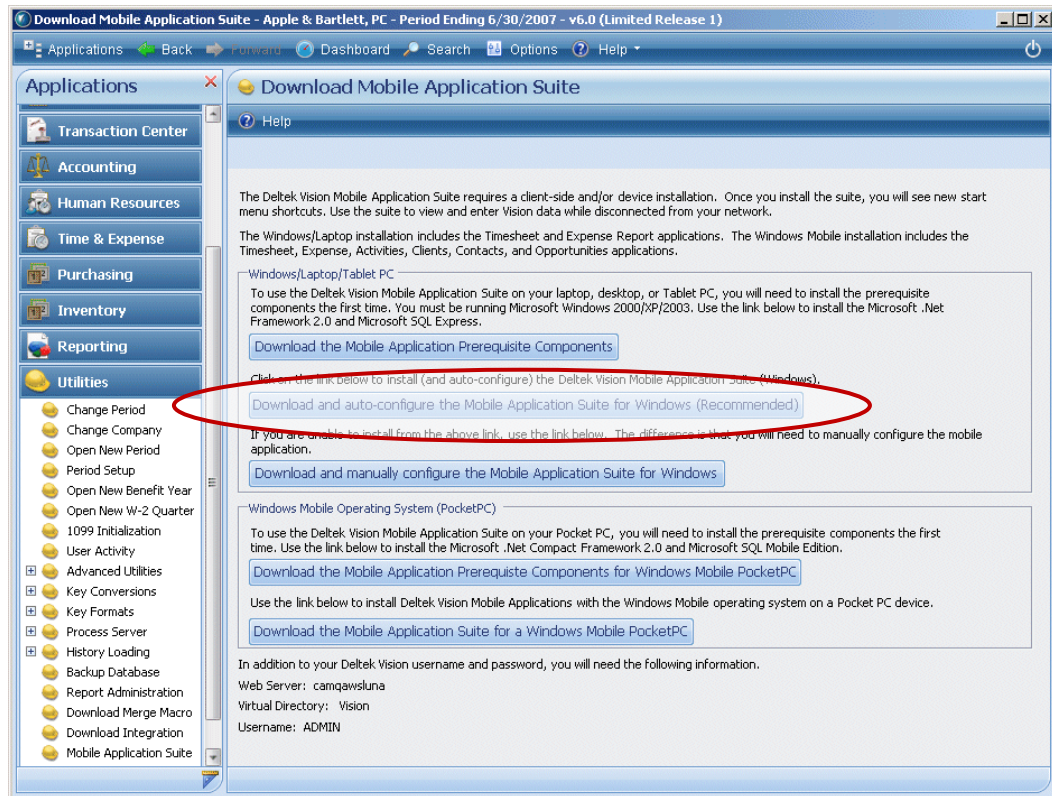 Download Mobile Application Suite - Apple & Bartlett, PC - Period Ending 6/30/2007 - v6.0 (Limited Release 1)
Applications Back Forward Dashboard Search Options Help
Applications
Download Mobile Application Suite
Help
Transaction Center
Accounting
Human Resources
Time & Expense
Purchasing
Inventory
Reporting
Utilities
Change Period
Change Company
Open New Period
Period Setup
Open New Benefit Year
Open New W-2 Quarter
1099 Initialization
User Activity
Advanced Utilities
Key Conversions
Key Formats
Process Server
History Loading
Backup Database
Report Administration
Download Merge Macro
Download Integration
Mobile Application Suite
The Deltek Vision Mobile Application Suite requires a client-side and/or device installation. Once you install the suite, you will see new start
menu shortcuts. Use the suite to view and enter Vision data while disconnected from your network.
The Windows/Laptop installation includes the Timesheet and Expense Report applications. The Windows Mobile installation includes the
Timesheet, Expense, Activities, Clients, Contacts, and Opportunities applications.
Windows/Laptop/Tablet PC
To use the Deltek Vision Mobile Application Suite on your laptop, desktop, or Tablet PC, you will need to install the prerequisite
components the first time. You must be running Microsoft Windows 2000/XP/2003. Use the link below to install the Microsoft .Net
Framework 2.0 and Microsoft SQL Express.
Download the Mobile Application Prerequisite Components
Click on the link below to install (and auto-configure) the Deltek Vision Mobile Application Suite (Windows).
Download and auto-configure the Mobile Application Suite for Windows (Recommended)
If you are unable to install from the above link, use the link below. The difference is that you will need to manually configure the mobile
application.
Download and manually configure the Mobile Application Suite for Windows
Windows Mobile Operating System (PocketPC)
To use the Deltek Vision Mobile Application Suite on your Pocket PC, you will need to install the prerequisite components the first
time. Use the link below to install the Microsoft .Net Compact Framework 2.0 and Microsoft SQL Mobile Edition.
Download the Mobile Application Prerequiste Components for Windows Mobile PocketPC
Use the link below to install Deltek Vision Mobile Applications with the Windows Mobile operating system on a Pocket PC device.
Download the Mobile Application Suite for a Windows Mobile PocketPC
In addition to your Deltek Vision username and password, you will need the following information.
Web Server: camqawsluna
Virtual Directory: Vision
Username: ADMIN